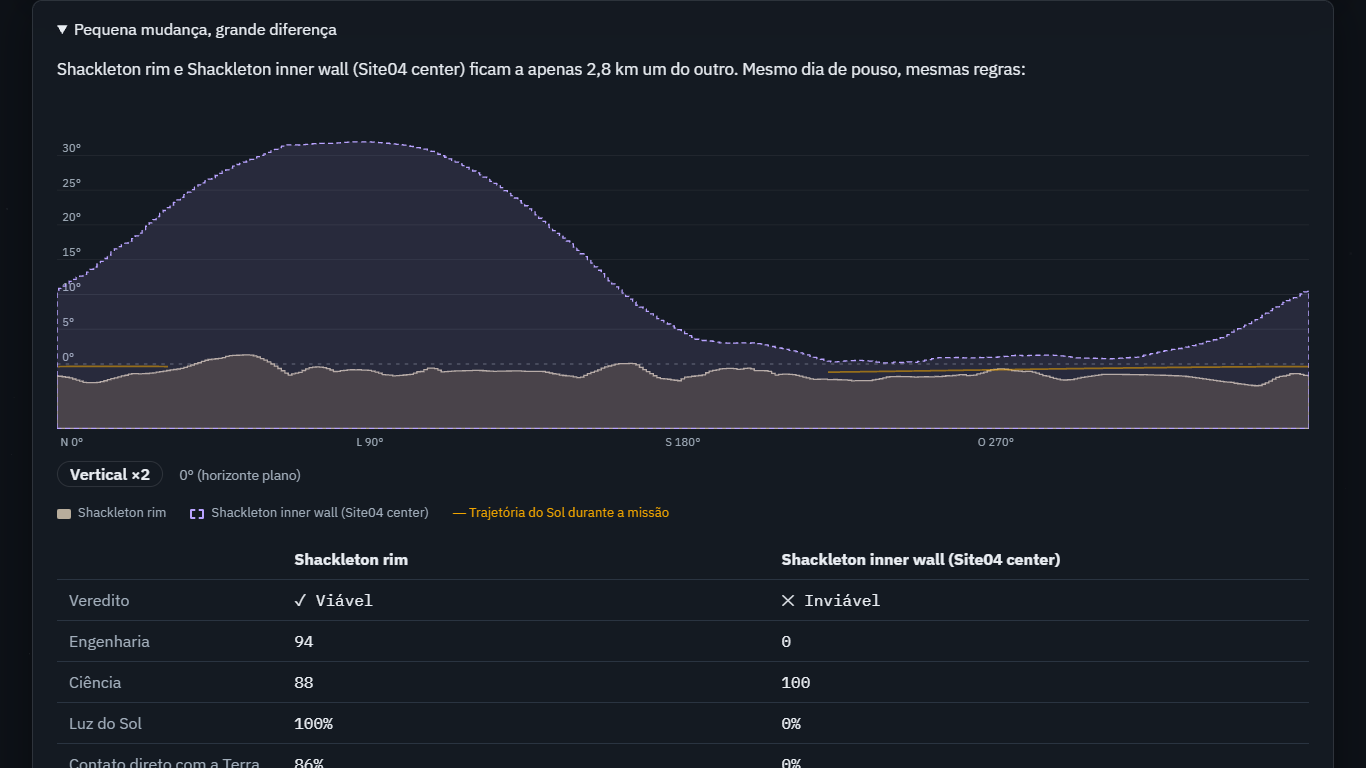 ▼ Pequena mudança, grande diferença
Shackleton rim e Shackleton inner wall (Site04 center) ficam a apenas 2,8 km um do outro. Mesmo dia de pouso, mesmas regras:
30°
25°
20°
15°
10°
5°
0°
N 0° L 90° S 180° O 270°
Vertical ×2 0° (horizonte plano)
Shackleton rim Shackleton inner wall (Site04 center) — Trajetória do Sol durante a missão
Shackleton rim Shackleton inner wall (Site04 center)
Veredito ✓ Viável ✕ Inviável
Engenharia 94 0
Ciência 88 100
Luz do Sol 100% 0%
Contato direto com a Terra 86% 0%